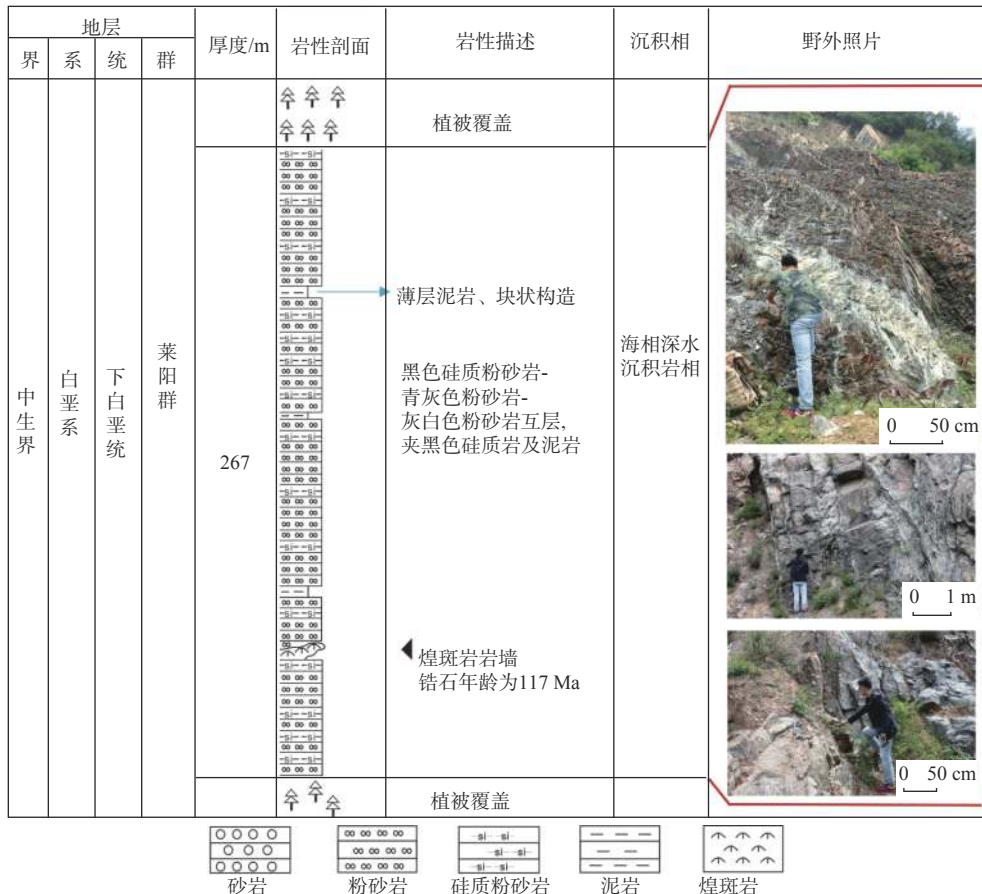 地层
厚度/m
岩性剖面
岩性描述
沉积相
野外照片
界
系
统
群
植被覆盖
薄层泥岩、块状构造
中生界
白垩系
下白垩统
莱阳群
267
黑色硅质粉砂岩-
青灰色粉砂岩-
灰白色粉砂岩互层,
夹黑色硅质岩及泥岩
海相深水
沉积岩相
0 50 cm
0 1 m
煌斑岩岩墙
锆石年龄为117 Ma
0 50 cm
植被覆盖
砂岩
粉砂岩
硅质粉砂岩
泥岩
煌斑岩